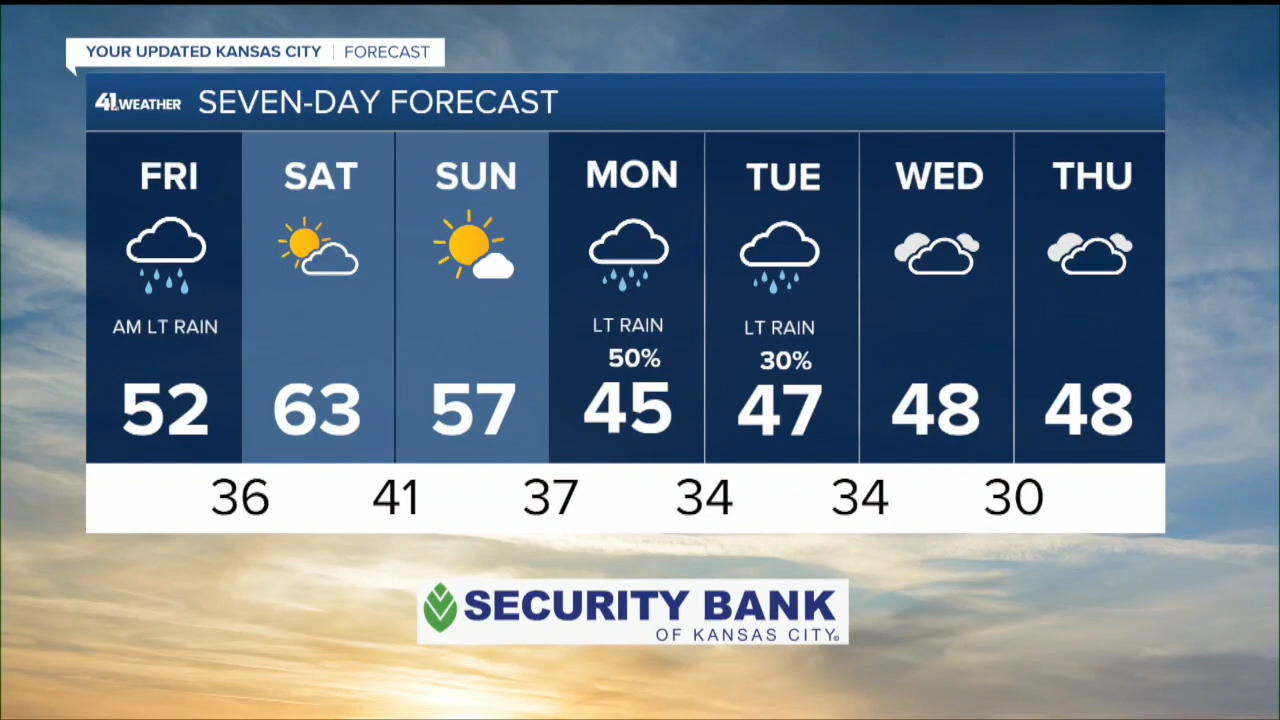 YOUR UPDATED KANSAS CITY | FORECAST
41 WEATHER SEVEN-DAY FORECAST
FRI SAT SUN MON TUE WED THU
AM LT RAIN LT RAIN LT RAIN
50% 30%
52 63 57 45 47 48 48
36 41 37 34 34 30
SECURITY BANK
OF KANSAS CITY®